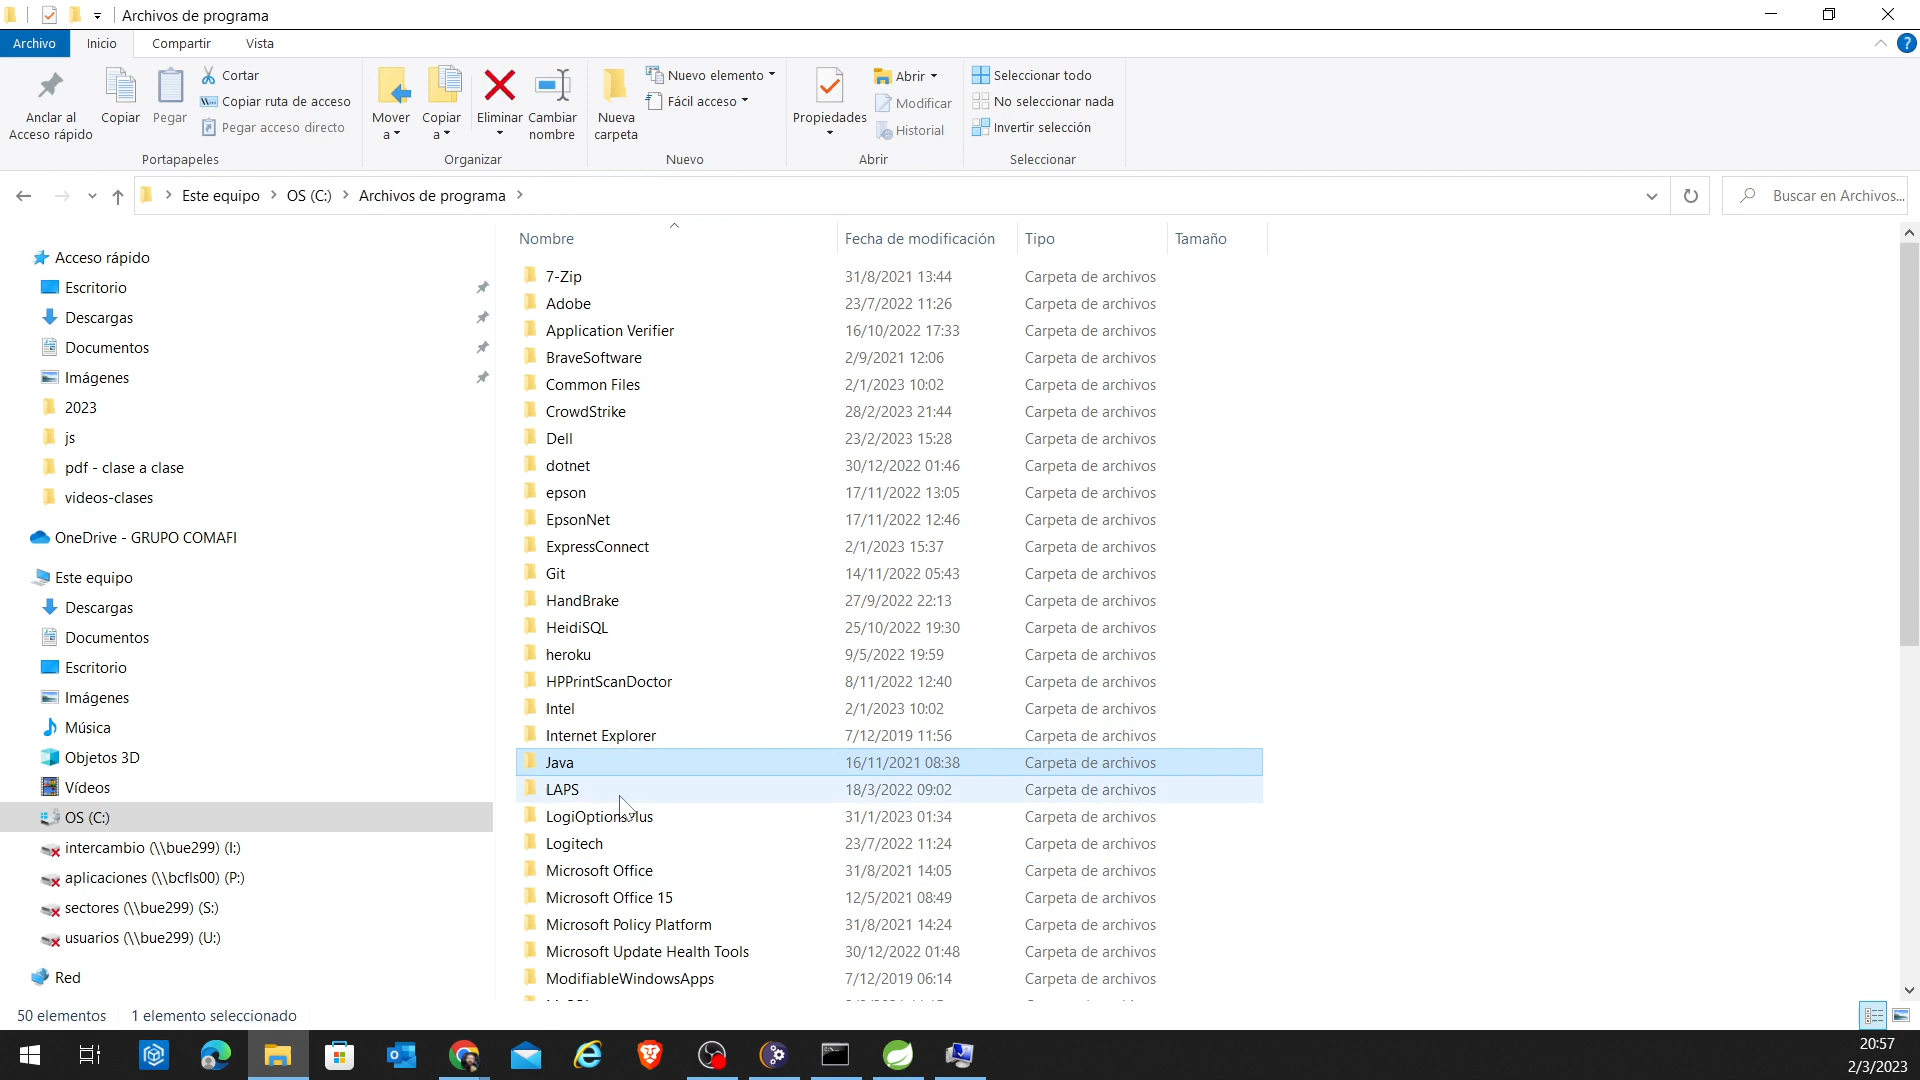 Archivos de programa
Archivo Inicio Compartir Vista
Anclar al Acceso rápido
Copiar
Pegar
Cortar
Copiar ruta de acceso
Pegar acceso directo
Portapapeles
Mover a
Copiar a
Eliminar
Cambiar nombre
Organizar
Nueva carpeta
Nuevo elemento
Fácil acceso
Nuevo
Propiedades
Abrir
Modificar
Historial
Abrir
Seleccionar todo
No seleccionar nada
Invertir selección
Seleccionar
Este equipo > OS (C:) > Archivos de programa >
Buscar en Archivos...
Acceso rápido
Escritorio
Descargas
Documentos
Imágenes
2023
js
pdf - clase a clase
videos-clases
OneDrive - GRUPO COMAFI
Este equipo
Descargas
Documentos
Escritorio
Imágenes
Música
Objetos 3D
Vídeos
OS (C:)
intercambio (\\bue299) (I:)
aplicaciones (\\bcfls00) (P:)
sectores (\\bue299) (S:)
usuarios (\\bue299) (U:)
Red
Nombre Fecha de modificación Tipo Tamaño
7-Zip 31/8/2021 13:44 Carpeta de archivos
Adobe 23/7/2022 11:26 Carpeta de archivos
Application Verifier 16/10/2022 17:33 Carpeta de archivos
BraveSoftware 2/9/2021 12:06 Carpeta de archivos
Common Files 2/1/2023 10:02 Carpeta de archivos
CrowdStrike 28/2/2023 21:44 Carpeta de archivos
Dell 23/2/2023 15:28 Carpeta de archivos
dotnet 30/12/2022 01:46 Carpeta de archivos
epson 17/11/2022 13:05 Carpeta de archivos
EpsonNet 17/11/2022 12:46 Carpeta de archivos
ExpressConnect 2/1/2023 15:37 Carpeta de archivos
Git 14/11/2022 05:43 Carpeta de archivos
HandBrake 27/9/2022 22:13 Carpeta de archivos
HeidiSQL 25/10/2022 19:30 Carpeta de archivos
heroku 9/5/2022 19:59 Carpeta de archivos
HPPrintScanDoctor 8/11/2022 12:40 Carpeta de archivos
Intel 2/1/2023 10:02 Carpeta de archivos
Internet Explorer 7/12/2019 11:56 Carpeta de archivos
Java 16/11/2021 08:38 Carpeta de archivos
LAPS 18/3/2022 09:02 Carpeta de archivos
LogiOptionsPlus 31/1/2023 01:34 Carpeta de archivos
Logitech 23/7/2022 11:24 Carpeta de archivos
Microsoft Office 31/8/2021 14:05 Carpeta de archivos
Microsoft Office 15 12/5/2021 08:49 Carpeta de archivos
Microsoft Policy Platform 31/8/2021 14:24 Carpeta de archivos
Microsoft Update Health Tools 30/12/2022 01:48 Carpeta de archivos
ModifiableWindowsApps 7/12/2019 06:14 Carpeta de archivos
50 elementos 1 elemento seleccionado
20:57
2/3/2023